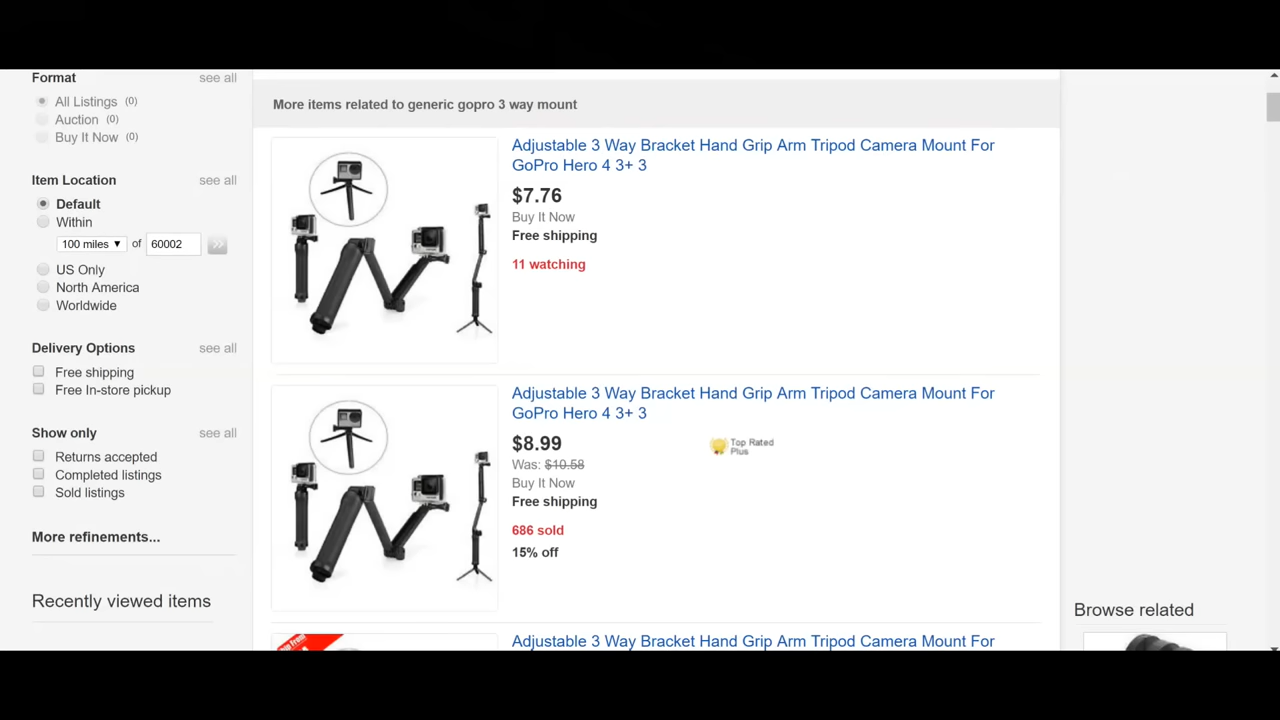 Format see all
All Listings (0)
Auction (0)
Buy It Now (0)
Item Location see all
Default
Within
100 miles ▼ of 60002
US Only
North America
Worldwide
Delivery Options see all
Free shipping
Free In-store pickup
Show only see all
Returns accepted
Completed listings
Sold listings
More refinements...
Recently viewed items
More items related to generic gopro 3 way mount
Adjustable 3 Way Bracket Hand Grip Arm Tripod Camera Mount For
GoPro Hero 4 3+ 3
$7.76
Buy It Now
Free shipping
11 watching
Adjustable 3 Way Bracket Hand Grip Arm Tripod Camera Mount For
GoPro Hero 4 3+ 3
$8.99
Top Rated
Plus
Was: $10.58
Buy It Now
Free shipping
686 sold
15% off
Adjustable 3 Way Bracket Hand Grip Arm Tripod Camera Mount For
Browse related